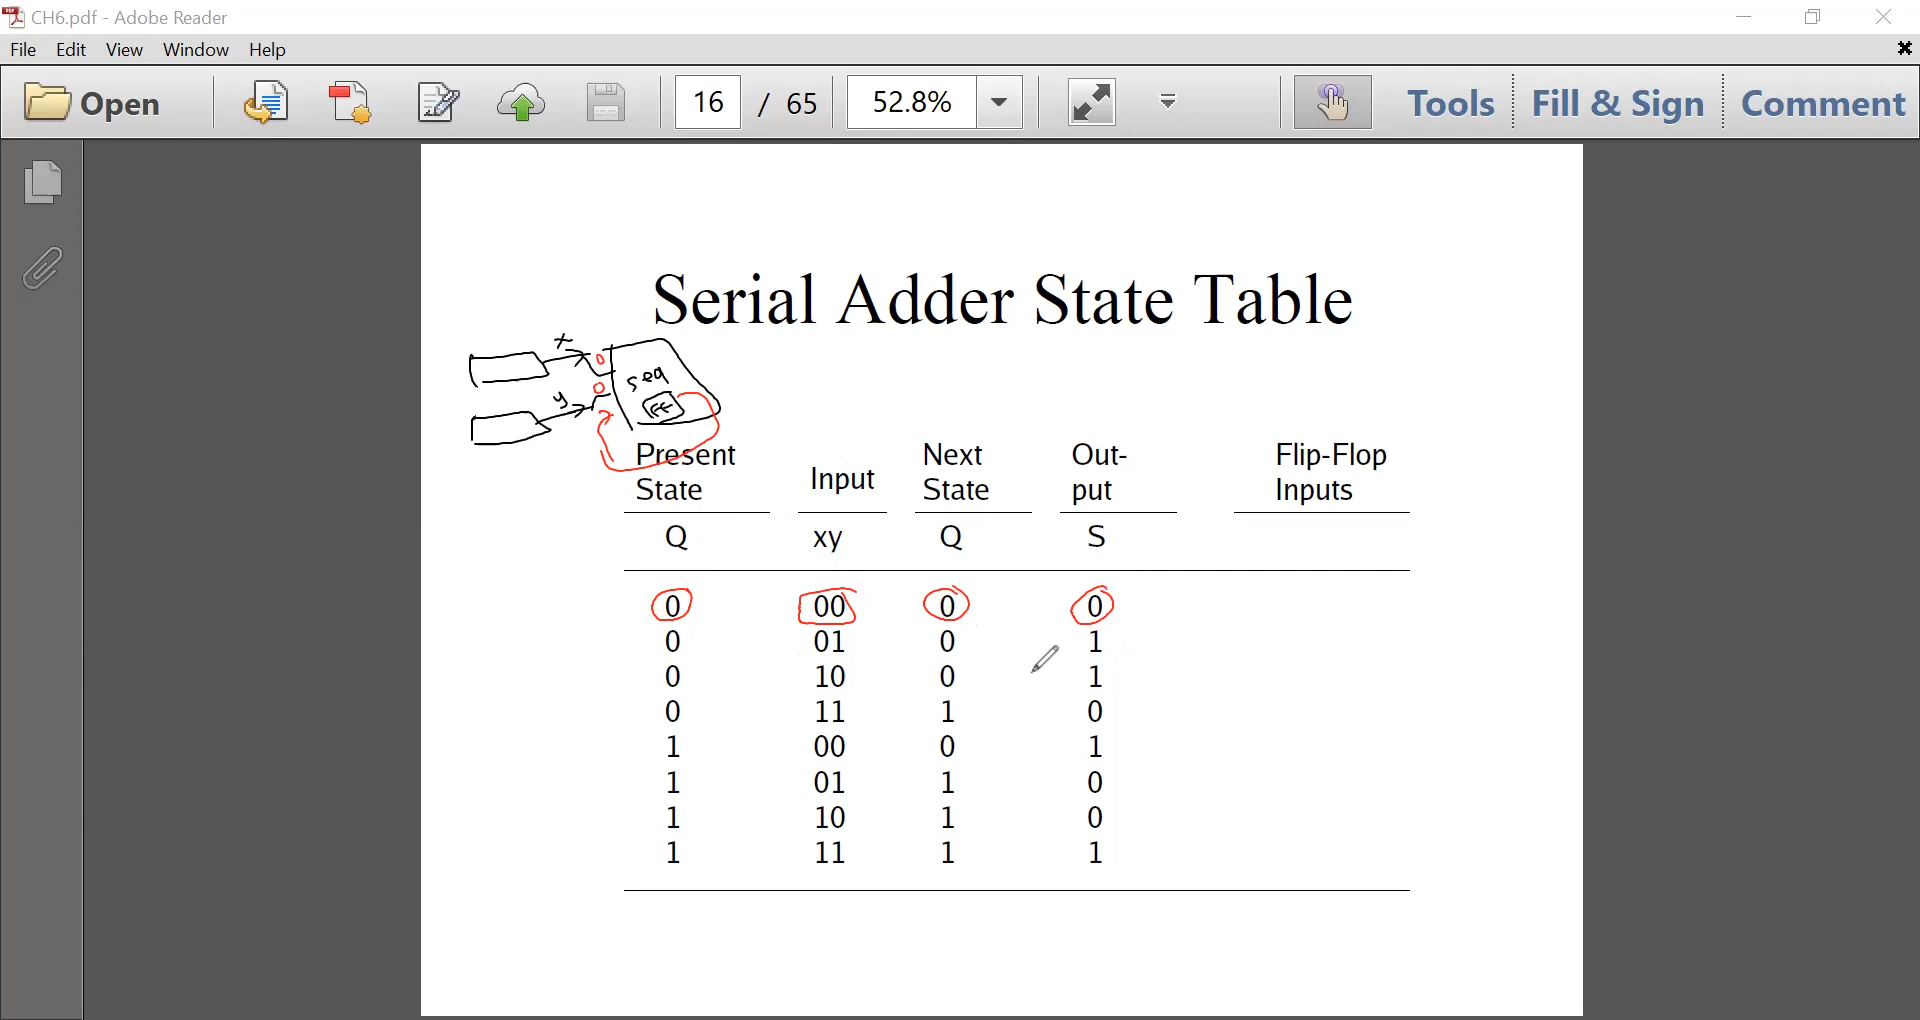 CH6.pdf - Adobe Reader
File Edit View Window Help
Open 16 / 65 52.8% Tools Fill & Sign Comment
Serial Adder State Table
x
0
seq
0
y
FF
Present State Input Next State Out- put Flip-Flop Inputs
Q xy Q S
0 00 0 0
0 01 0 1
0 10 0 1
0 11 1 0
1 00 0 1
1 01 1 0
1 10 1 0
1 11 1 1